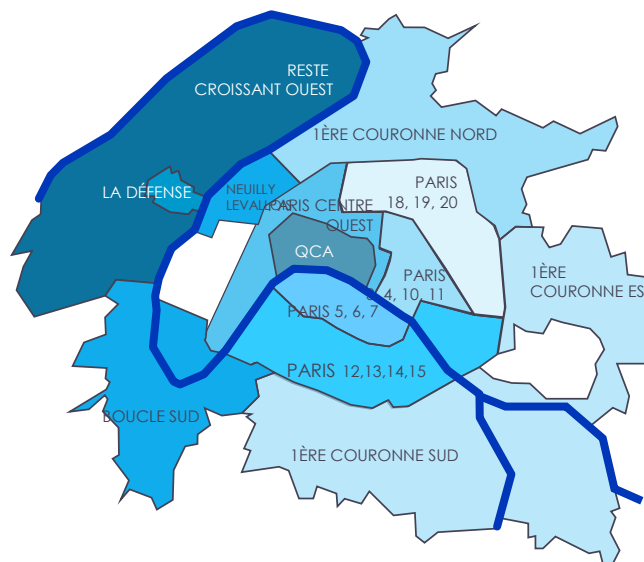 RESTE
CROISSANT OUEST
1ÈRE COURONNE NORD
LA DÉFENSE
NEUILLY
PARIS
18, 19, 20
PARIS CENTRE
OUEST
QCA
PARIS
4, 10, 11
1ÈRE
COURONNE ES
PARIS 5, 6, 7
PARIS 12,13,14,15
BOUCLE SUD
1ÈRE COURONNE SUD